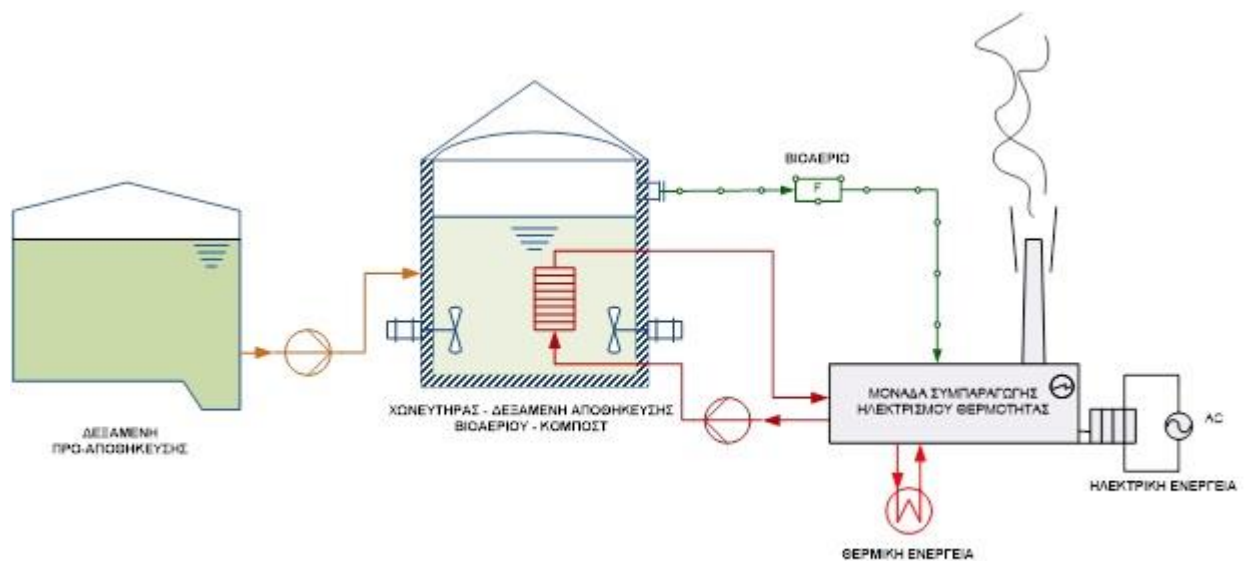 ΒΙΟΑΕΡΙΟ
F
ΜΟΝΑΔΑ ΣΥΜΠΑΡΑΓΩΓΗΣ
ΗΛΕΚΤΡΙΣΜΟΥ ΘΕΡΜΟΤΗΤΑΣ
ΧΩΝΕΥΤΗΡΑΣ - ΔΕΞΑΜΕΝΗ ΑΠΟΘΗΚΕΥΣΗΣ
ΒΙΟΑΕΡΙΟΥ - ΚΟΜΠΟΣΤ
AC
ΔΕΞΑΜΕΝΗ
ΠΡΟ-ΑΠΟΘΗΚΕΥΣΗΣ
ΗΛΕΚΤΡΙΚΗ ΕΝΕΡΓΕΙΑ
ΘΕΡΜΙΚΗ ΕΝΕΡΓΕΙΑ